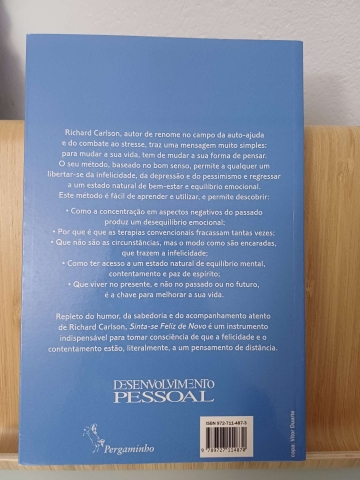 Richard Carlson, autor de renome no campo da auto-ajuda
e do combate ao stresse, traz uma mensagem muito simples:
para mudar a sua vida, tem de mudar a sua forma de pensar.
O seu método, baseado no bom senso, permite a qualquer um
libertar-se da infelicidade, da depressão e do pessimismo e regressar
a um estado natural de bem-estar e equilíbrio emocional.
Este método é fácil de aprender e utilizar, e permite descobrir:
• Como a concentração em aspectos negativos do passado
produz um desequilíbrio emocional;
• Por que é que as terapias convencionais fracassam tantas vezes;
• Que não são as circunstâncias, mas o modo como são encaradas,
que trazem a infelicidade;
• Como ter acesso a um estado natural de equilíbrio mental,
contentamento e paz de espírito;
• Que viver no presente, e não no passado ou no futuro,
é a chave para melhorar a sua vida.
Repleto do humor, da sabedoria e do acompanhamento atento
de Richard Carlson, Sinta-se Feliz de Novo é um instrumento
indispensável para tomar consciência de que a felicidade e o
contentamento estão, literalmente, a um pensamento de distância.
DESENVOLVIMENTO
PESSOAL
Pergaminho
ISBN 972-711-487-3
capa: Vitor Duarte